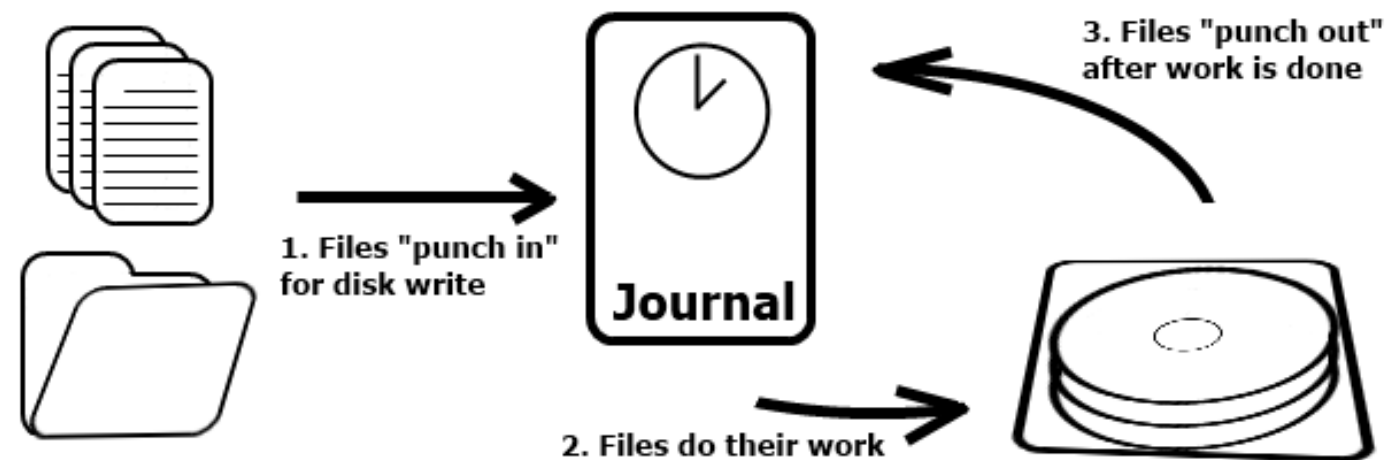 1. Files "punch in"
for disk write
Journal
2. Files do their work
3. Files "punch out"
after work is done